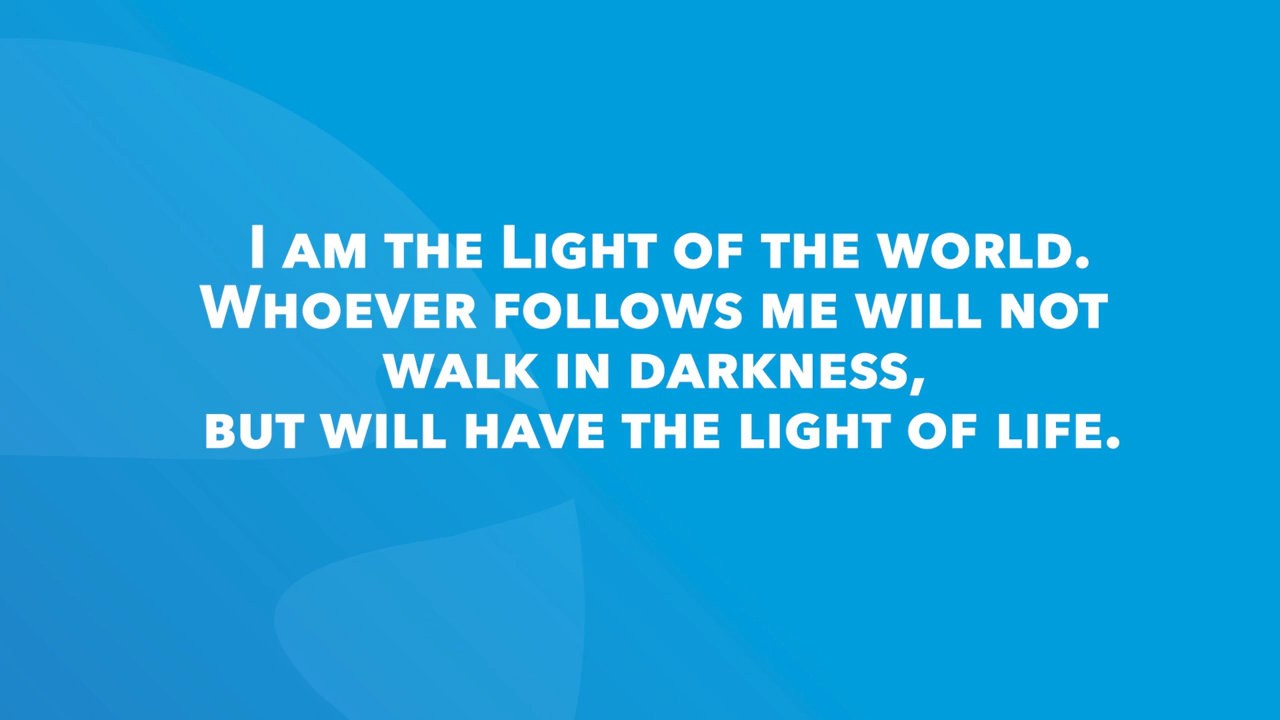 I am the Light of the world.
Whoever follows me will not
walk in darkness,
but will have the light of life.